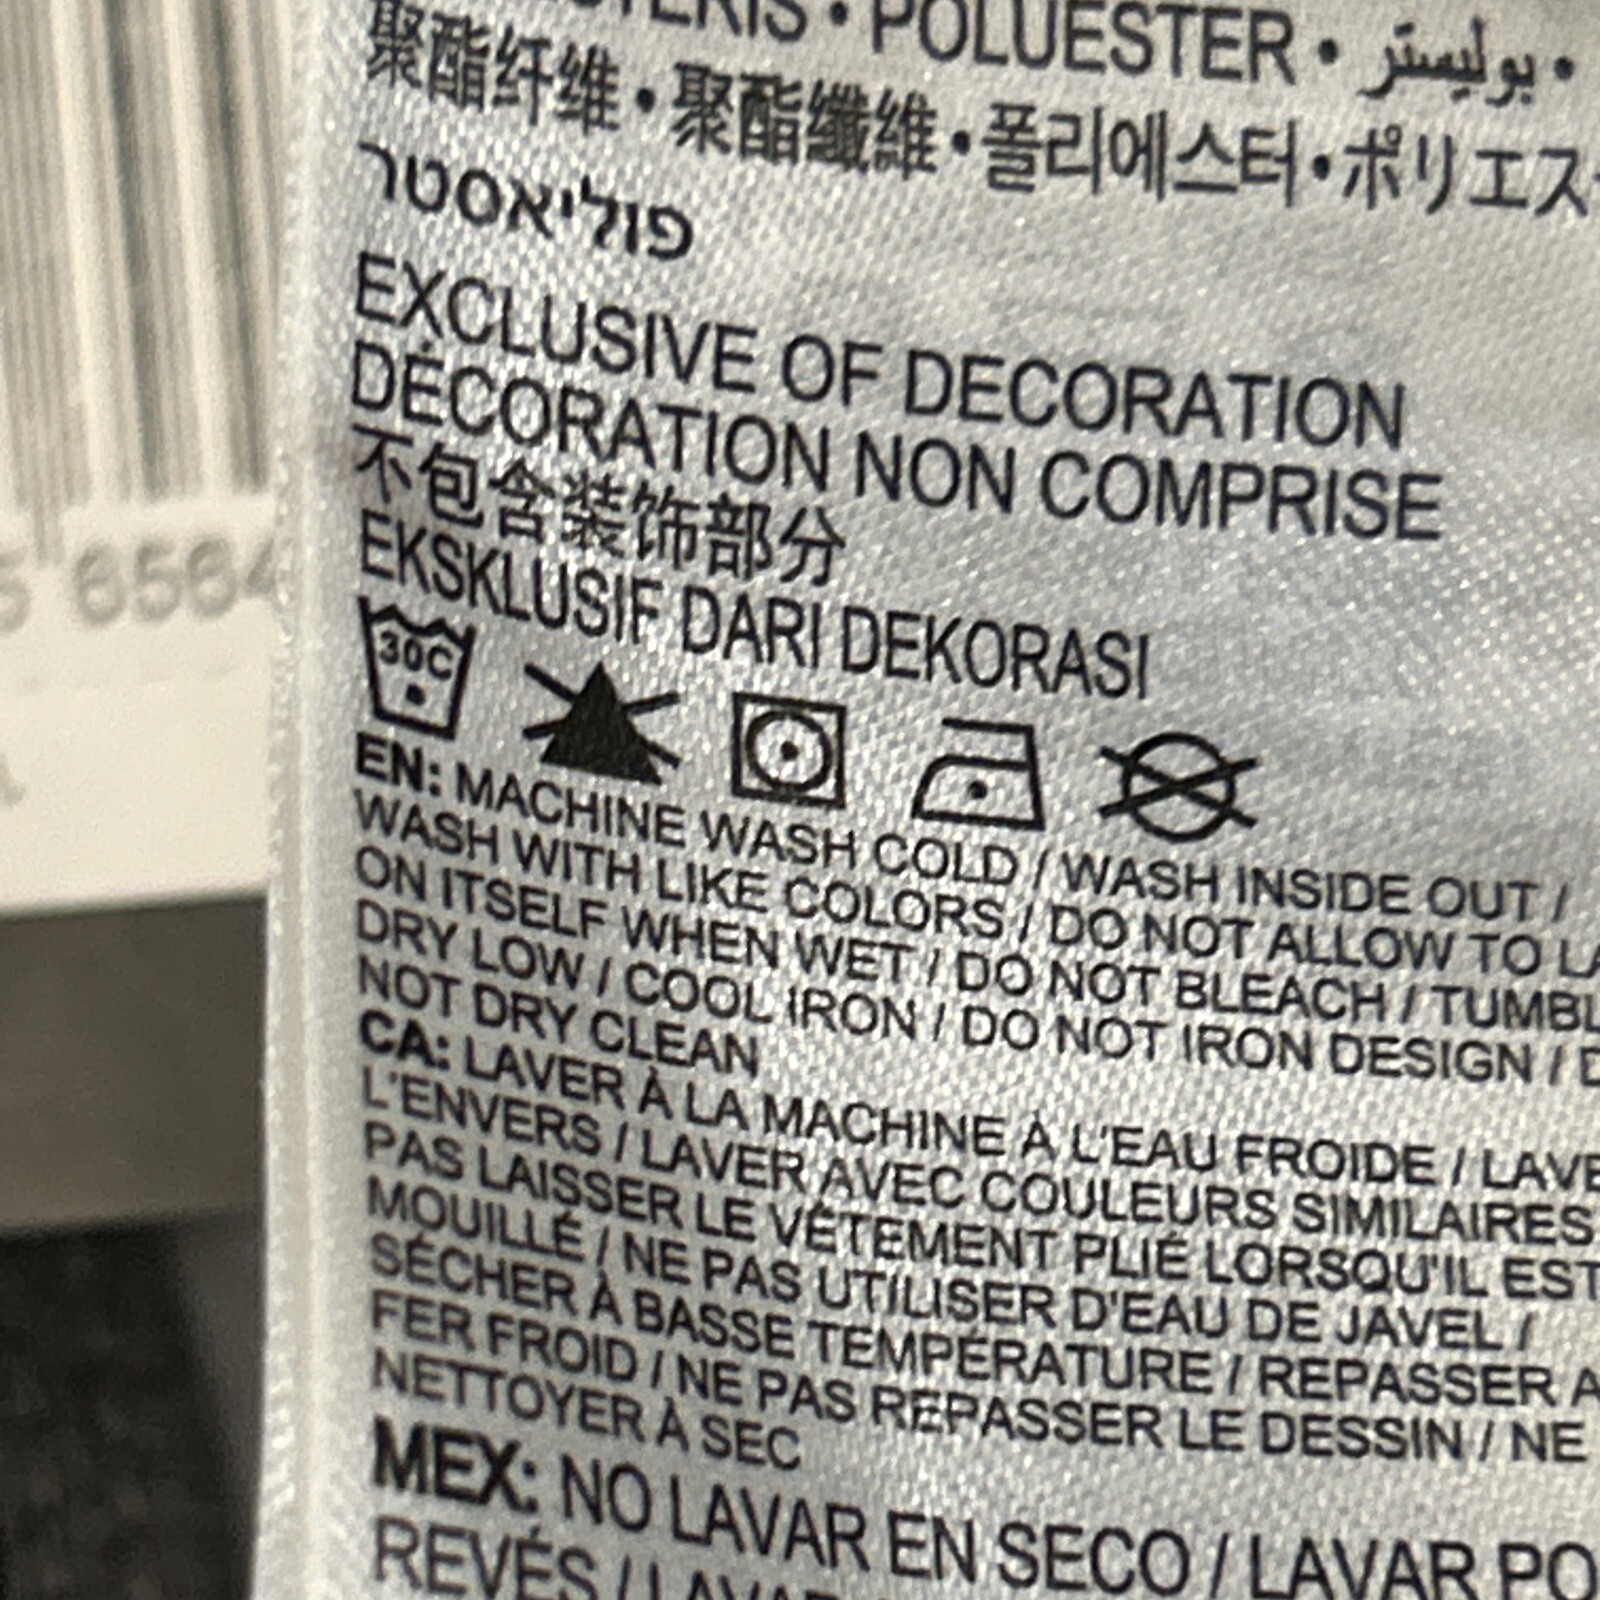 POLUESTER • بوليستر •
聚酯纤维 • 聚酯纖維 • 폴리에스터 • ポリエス
פוליאסטר
EXCLUSIVE OF DECORATION
DÉCORATION NON COMPRISE
不包含装饰部分
EKSKLUSIF DARI DEKORASI
30C
EN: MACHINE WASH COLD / WASH INSIDE OUT /
WASH WITH LIKE COLORS / DO NOT ALLOW TO
ON ITSELF WHEN WET / DO NOT BLEACH / TUMBL
DRY LOW / COOL IRON / DO NOT IRON DESIGN /
NOT DRY CLEAN
CA: LAVER À LA MACHINE À L'EAU FROIDE / LAVE
L'ENVERS / LAVER AVEC COULEURS SIMILAIRES
PAS LAISSER LE VÊTEMENT PLIÉ LORSQU'IL EST
MOUILLÉ / NE PAS UTILISER D'EAU DE JAVEL /
SÉCHER À BASSE TEMPÉRATURE / REPASSER
FER FROID / NE PAS REPASSER LE DESSIN / NE
NETTOYER À SEC
MEX: NO LAVAR EN SECO / LAVAR PO
REVÉS /